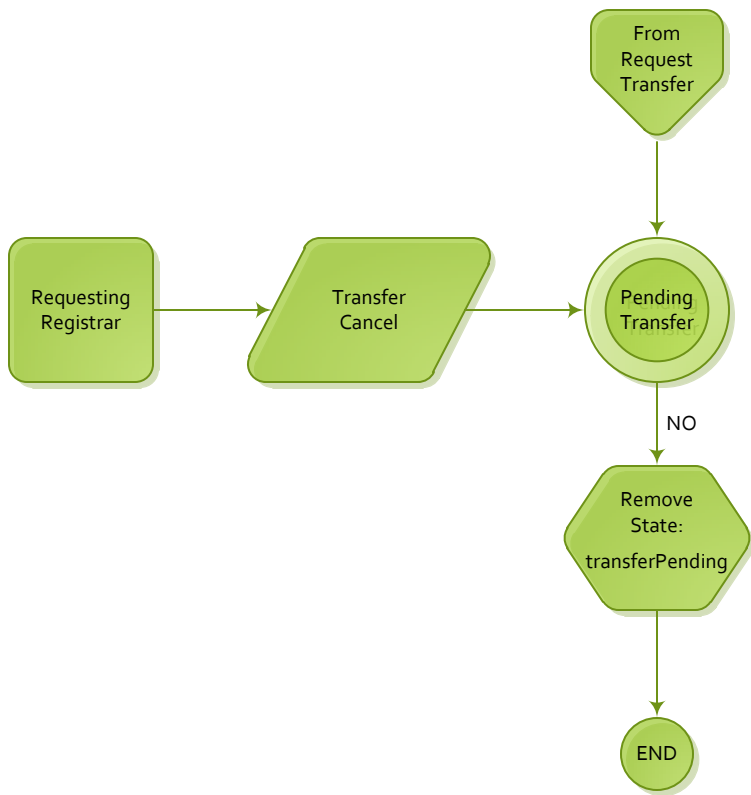 From
Request
Transfer
Requesting
Registrar
Transfer
Cancel
Pending
Transfer
NO
Remove
State:
transferPending
END